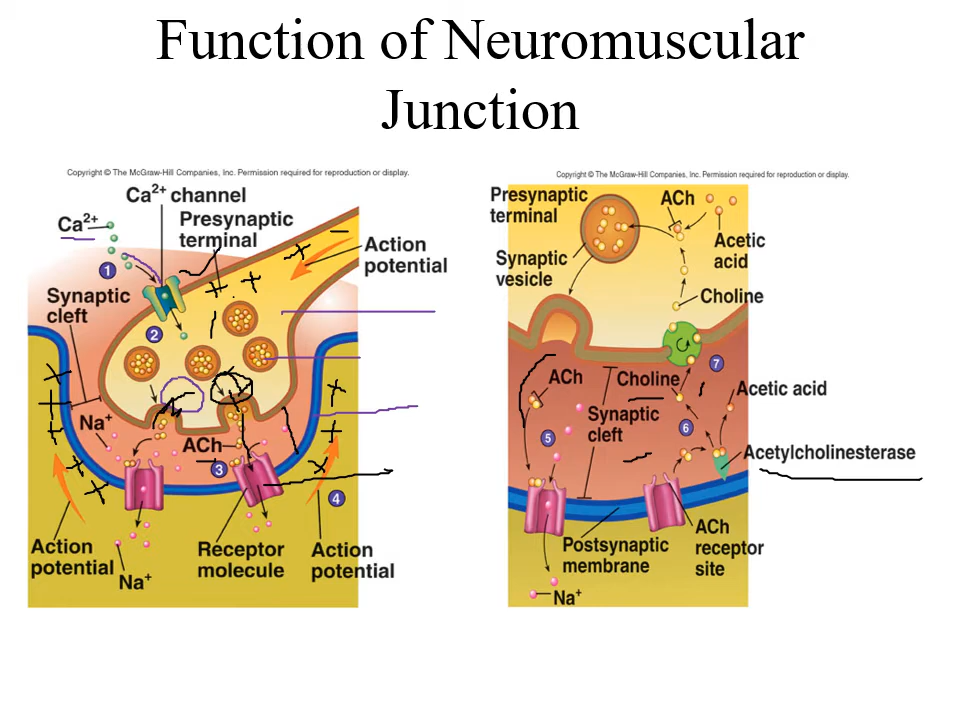 Function of Neuromuscular
Junction
Copyright © The McGraw-Hill Companies, Inc. Permission required for reproduction or display.
Ca2+ channel
Ca2+
Presynaptic
terminal
Action
potential
1
Synaptic
cleft
2
Na+
ACh
3
4
Action
potential
Na+
Receptor
molecule
Action
potential
Copyright © The McGraw-Hill Companies, Inc. Permission required for reproduction or display.
Presynaptic
terminal
ACh
Acetic
acid
Synaptic
vesicle
Choline
7
ACh
Choline
Acetic acid
Synaptic
cleft
5
6
Acetylcholinesterase
Postsynaptic
membrane
ACh
receptor
site
Na+